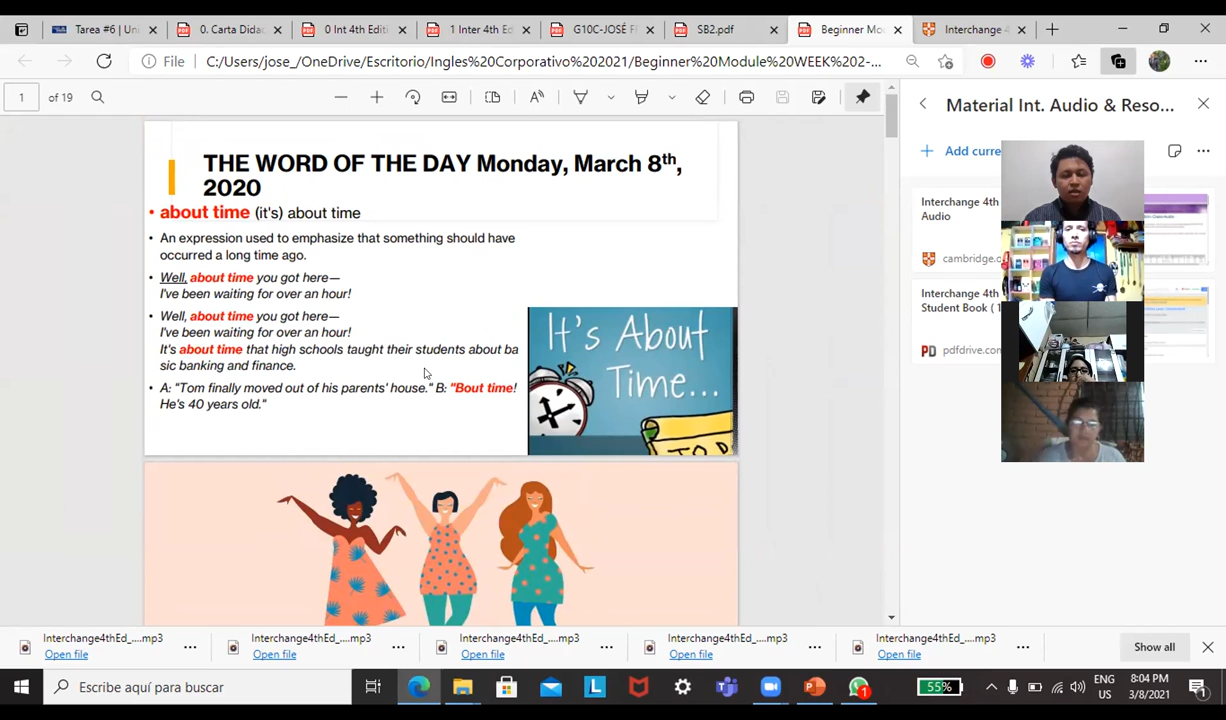 Tarea #6 | Uni
0. Carta Didac
0 Int 4th Editi
1 Inter 4th Ed
G10C-JOSÉ F
SB2.pdf
Beginner Mod
Interchange 4
File
C:/Users/jose_/OneDrive/Escritorio/Ingles%20Corporativo%202021/Beginner%20Module%20WEEK%202-...
1
of 19
Material Int. Audio & Reso...
Add curre
THE WORD OF THE DAY Monday, March 8th,
2020
• about time (it's) about time
• An expression used to emphasize that something should have
occurred a long time ago.
• Well, about time you got here—
I've been waiting for over an hour!
• Well, about time you got here—
I've been waiting for over an hour!
It's about time that high schools taught their students about ba
sic banking and finance.
• A: "Tom finally moved out of his parents' house." B: "Bout time!
He's 40 years old."
It's About
Time...
TO D
Interchange 4th
Audio
cambridge.o
Interchange 4th
Student Book ( 1
PD
pdfdrive.com
Interchange4thEd_....mp3
Open file
Interchange4thEd_....mp3
Open file
Interchange4thEd_....mp3
Open file
Interchange4thEd_....mp3
Open file
Interchange4thEd_....mp3
Open file
Show all
Escribe aquí para buscar
55%
ENG
US
8:04 PM
3/8/2021